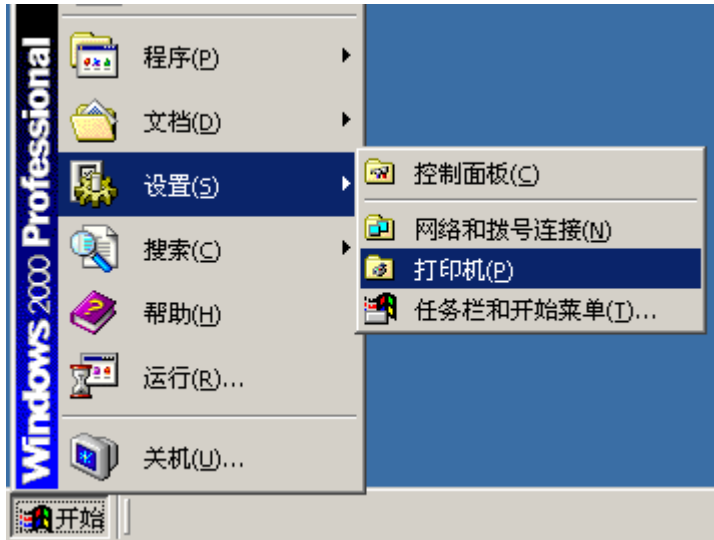 Windows 2000 Professional
程序(P)
文档(D)
设置(S)
搜索(C)
帮助(H)
运行(R)...
关机(U)...
控制面板(C)
网络和拨号连接(N)
打印机(P)
任务栏和开始菜单(T)...
开始